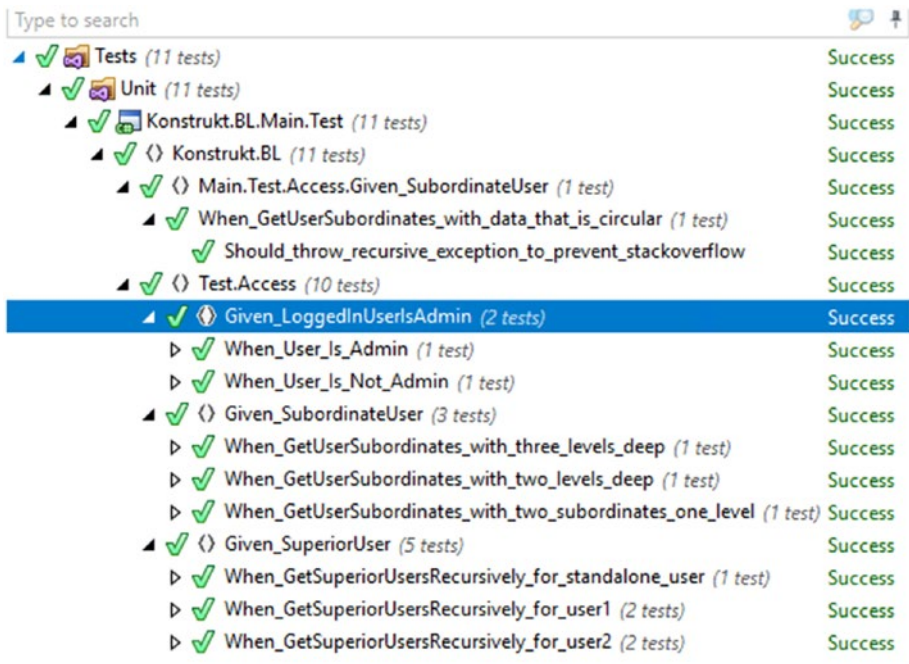 Type to search
Tests (11 tests) Success
Unit (11 tests) Success
Konstrukt.BL.Main.Test (11 tests) Success
Konstrukt.BL (11 tests) Success
Main.Test.Access.Given_SubordinateUser (1 test) Success
When_GetUserSubordinates_with_data_that_is_circular (1 test) Success
Should_throw_recursive_exception_to_prevent_stackoverflow Success
Test.Access (10 tests) Success
Given_LoggedInUserIsAdmin (2 tests) Success
When_User_Is_Admin (1 test) Success
When_User_Is_Not_Admin (1 test) Success
Given_SubordinateUser (3 tests) Success
When_GetUserSubordinates_with_three_levels_deep (1 test) Success
When_GetUserSubordinates_with_two_levels_deep (1 test) Success
When_GetUserSubordinates_with_two_subordinates_one_level (1 test) Success
Given_SuperiorUser (5 tests) Success
When_GetSuperiorUsersRecursively_for_standalone_user (1 test) Success
When_GetSuperiorUsersRecursively_for_user1 (2 tests) Success
When_GetSuperiorUsersRecursively_for_user2 (2 tests) Success